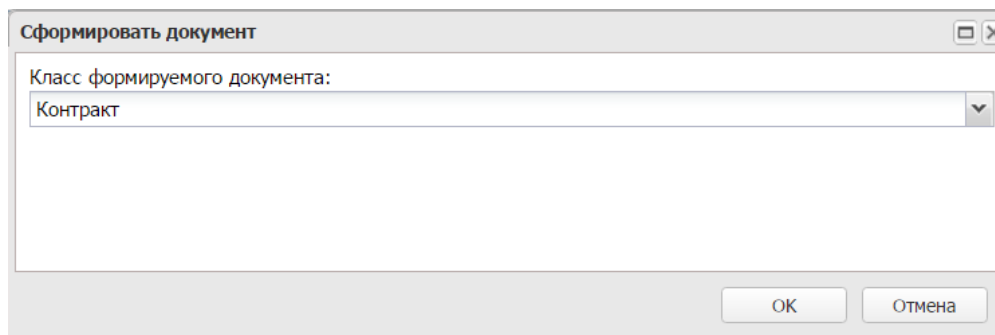 Сформировать документ
Класс формируемого документа:
Контракт
OK Отмена